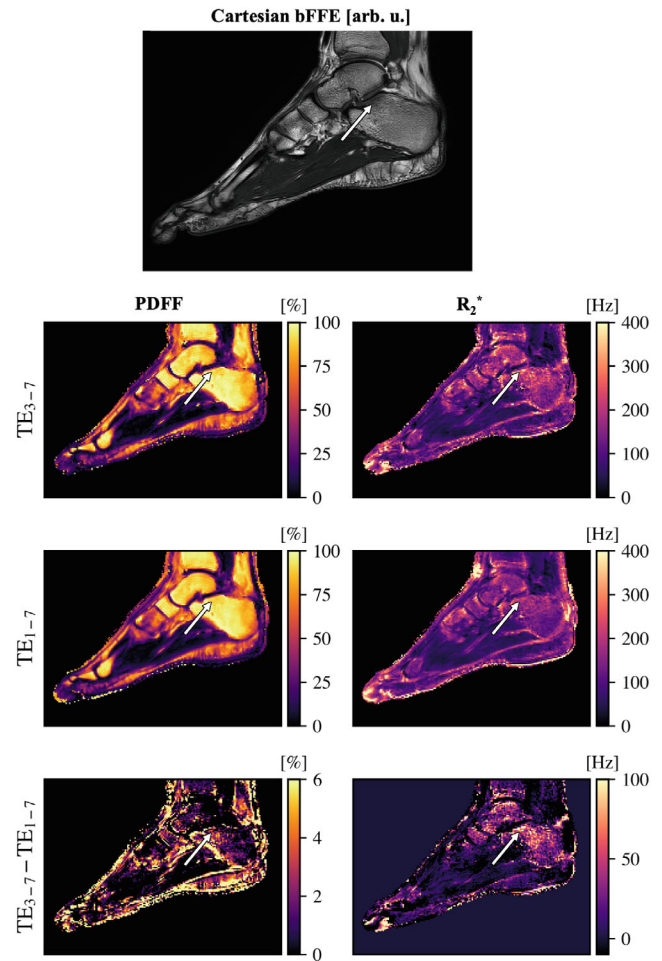 Cartesian bFFE [arb. u.]
PDFF [%] R₂* [Hz]
TE₃₋₇ 100 75 50 25 0 400 300 200 100 0
[%] [Hz]
TE₁₋₇ 100 75 50 25 0 400 300 200 100 0
[%] [Hz]
TE₃₋₇ − TE₁₋₇ 6 4 2 0 100 50 0